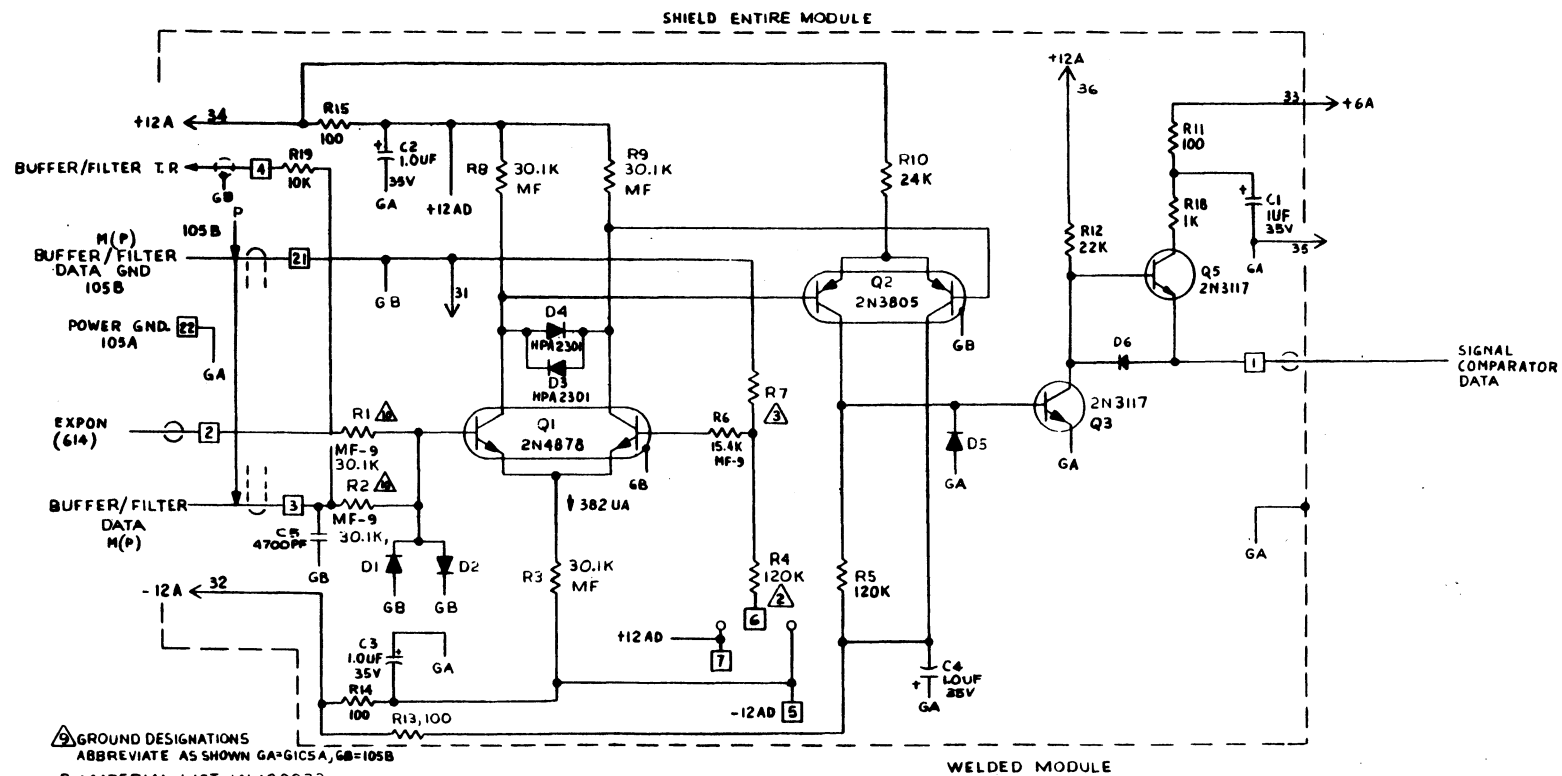 SHIELD ENTIRE MODULE
+12A
34
R15
100
C2
1.0UF
35V
GA
+12AD
R8
30.1K
MF
R9
30.1K
MF
R10
24K
+12A
36
33
+6A
R11
100
R18
1K
C1
1UF
35V
35
GA
R12
22K
Q5
2N3117
BUFFER/FILTER T.R
GB
4
R19
10K
P
105B
M(P)
BUFFER/FILTER
DATA GND
105B
21
GB
31
Q2
2N3805
GB
POWER GND.
105A
22
GA
D4
HPA2301
D3
HPA2301
D6
1
SIGNAL
COMPARATOR
DATA
EXPON
(614)
2
R1
10
MF-9
30.1K
Q1
2N4878
GB
R6
15.4K
MF-9
R7
3
D5
GA
2N3117
Q3
GA
BUFFER/FILTER
DATA
M(P)
3
R2
10
MF-9
30.1K,
C5
4700PF
GB
D1
D2
GB
GB
382UA
R3
30.1K
MF
R4
120K
2
6
R5
120K
GA
-12A
32
C3
1.0UF
35V
GA
R14
100
R13,100
+12AD
7
-12AD
5
C4
1.0UF
35V
GA
9 GROUND DESIGNATIONS
ABBREVIATE AS SHOWN GA=G1C5A, GB=105B
WELDED MODULE